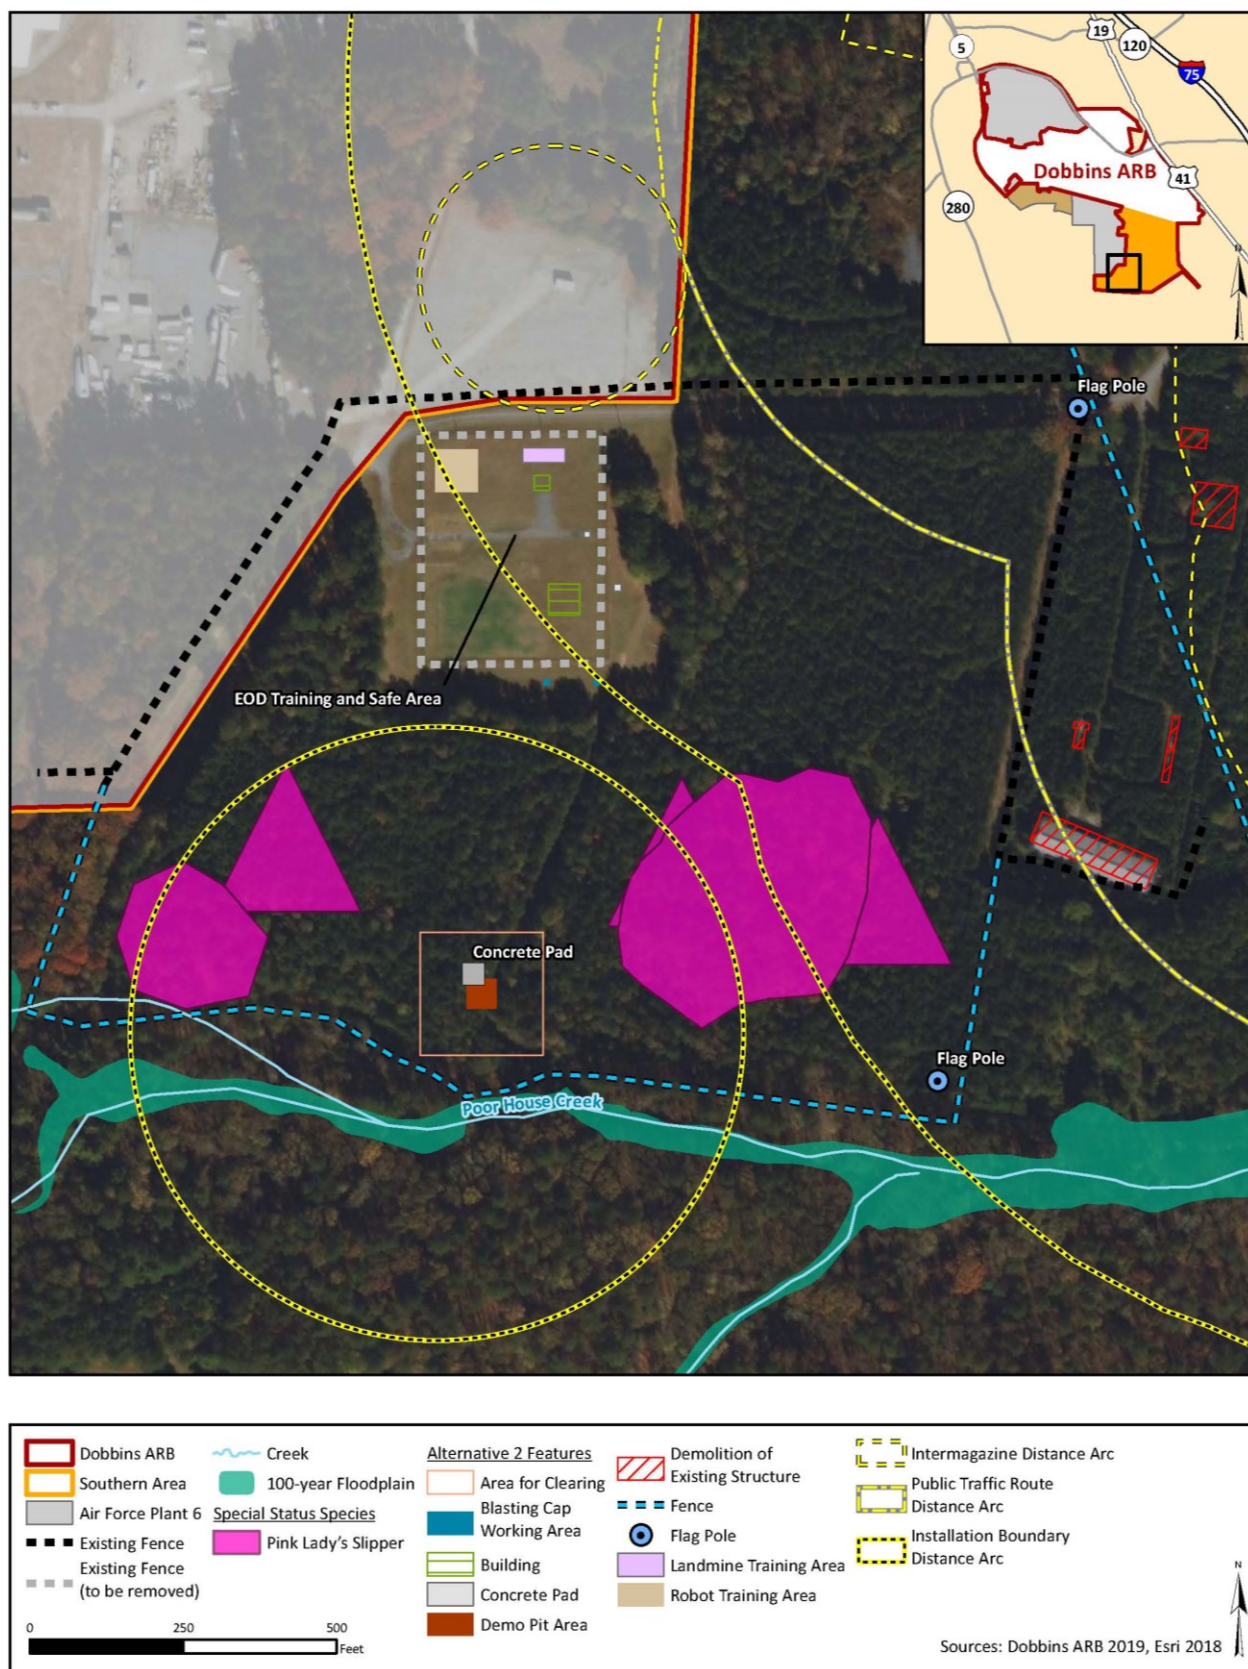 5
19
120
75
Dobbins ARB
41
280
N
Flag Pole
EOD Training and Safe Area
Concrete Pad
Flag Pole
Poor House Creek
Dobbins ARB
Southern Area
Air Force Plant 6
Existing Fence
Existing Fence
(to be removed)
0 250 500
Feet
Creek
100-year Floodplain
Special Status Species
Pink Lady's Slipper
Alternative 2 Features
Area for Clearing
Blasting Cap
Working Area
Building
Concrete Pad
Demo Pit Area
Demolition of
Existing Structure
Fence
Flag Pole
Landmine Training Area
Robot Training Area
Intermagazine Distance Arc
Public Traffic Route
Distance Arc
Installation Boundary
Distance Arc
N
Sources: Dobbins ARB 2019, Esri 2018